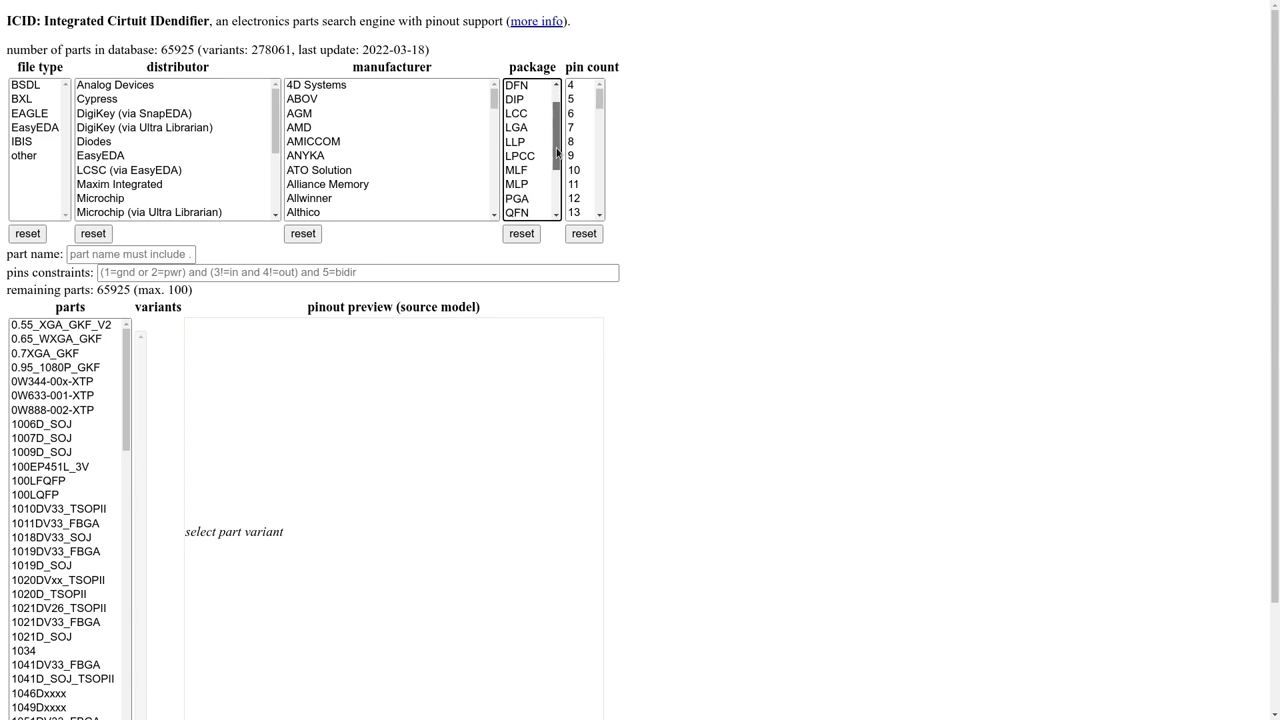 ICID: Integrated Cirtuit IDendifier, an electronics parts search engine with pinout support (more info).
number of parts in database: 65925 (variants: 278061, last update: 2022-03-18)
file type distributor manufacturer package pin count
BSDL Analog Devices 4D Systems DFN 4
BXL Cypress ABOV DIP 5
EAGLE DigiKey (via SnapEDA) AGM LCC 6
EasyEDA DigiKey (via Ultra Librarian) AMD LGA 7
IBIS Diodes AMICCOM LLP 8
other EasyEDA ANYKA LPCC 9
LCSC (via EasyEDA) ATO Solution MLF 10
Maxim Integrated Alliance Memory MLP 11
Microchip Allwinner PGA 12
Microchip (via Ultra Librarian) Althico QFN 13
reset reset reset reset reset
part name: part name must include .
pins constraints: (1=gnd or 2=pwr) and (3!=in and 4!=out) and 5=bidir
remaining parts: 65925 (max. 100)
parts variants pinout preview (source model)
0.55_XGA_GKF_V2
0.65_WXGA_GKF
0.7XGA_GKF
0.95_1080P_GKF
0W344-00x-XTP
0W633-001-XTP
0W888-002-XTP
1006D_SOJ
1007D_SOJ
1009D_SOJ
100EP451L_3V
100LFQFP
100LQFP
1010DV33_TSOPII
1011DV33_FBGA
select part variant
1018DV33_SOJ
1019DV33_FBGA
1019D_SOJ
1020DVxx_TSOPII
1020D_TSOPII
1021DV26_TSOPII
1021DV33_FBGA
1021D_SOJ
1034
1041DV33_FBGA
1041D_SOJ_TSOPII
1046Dxxxx
1049Dxxxx
1051DV33_FBGA